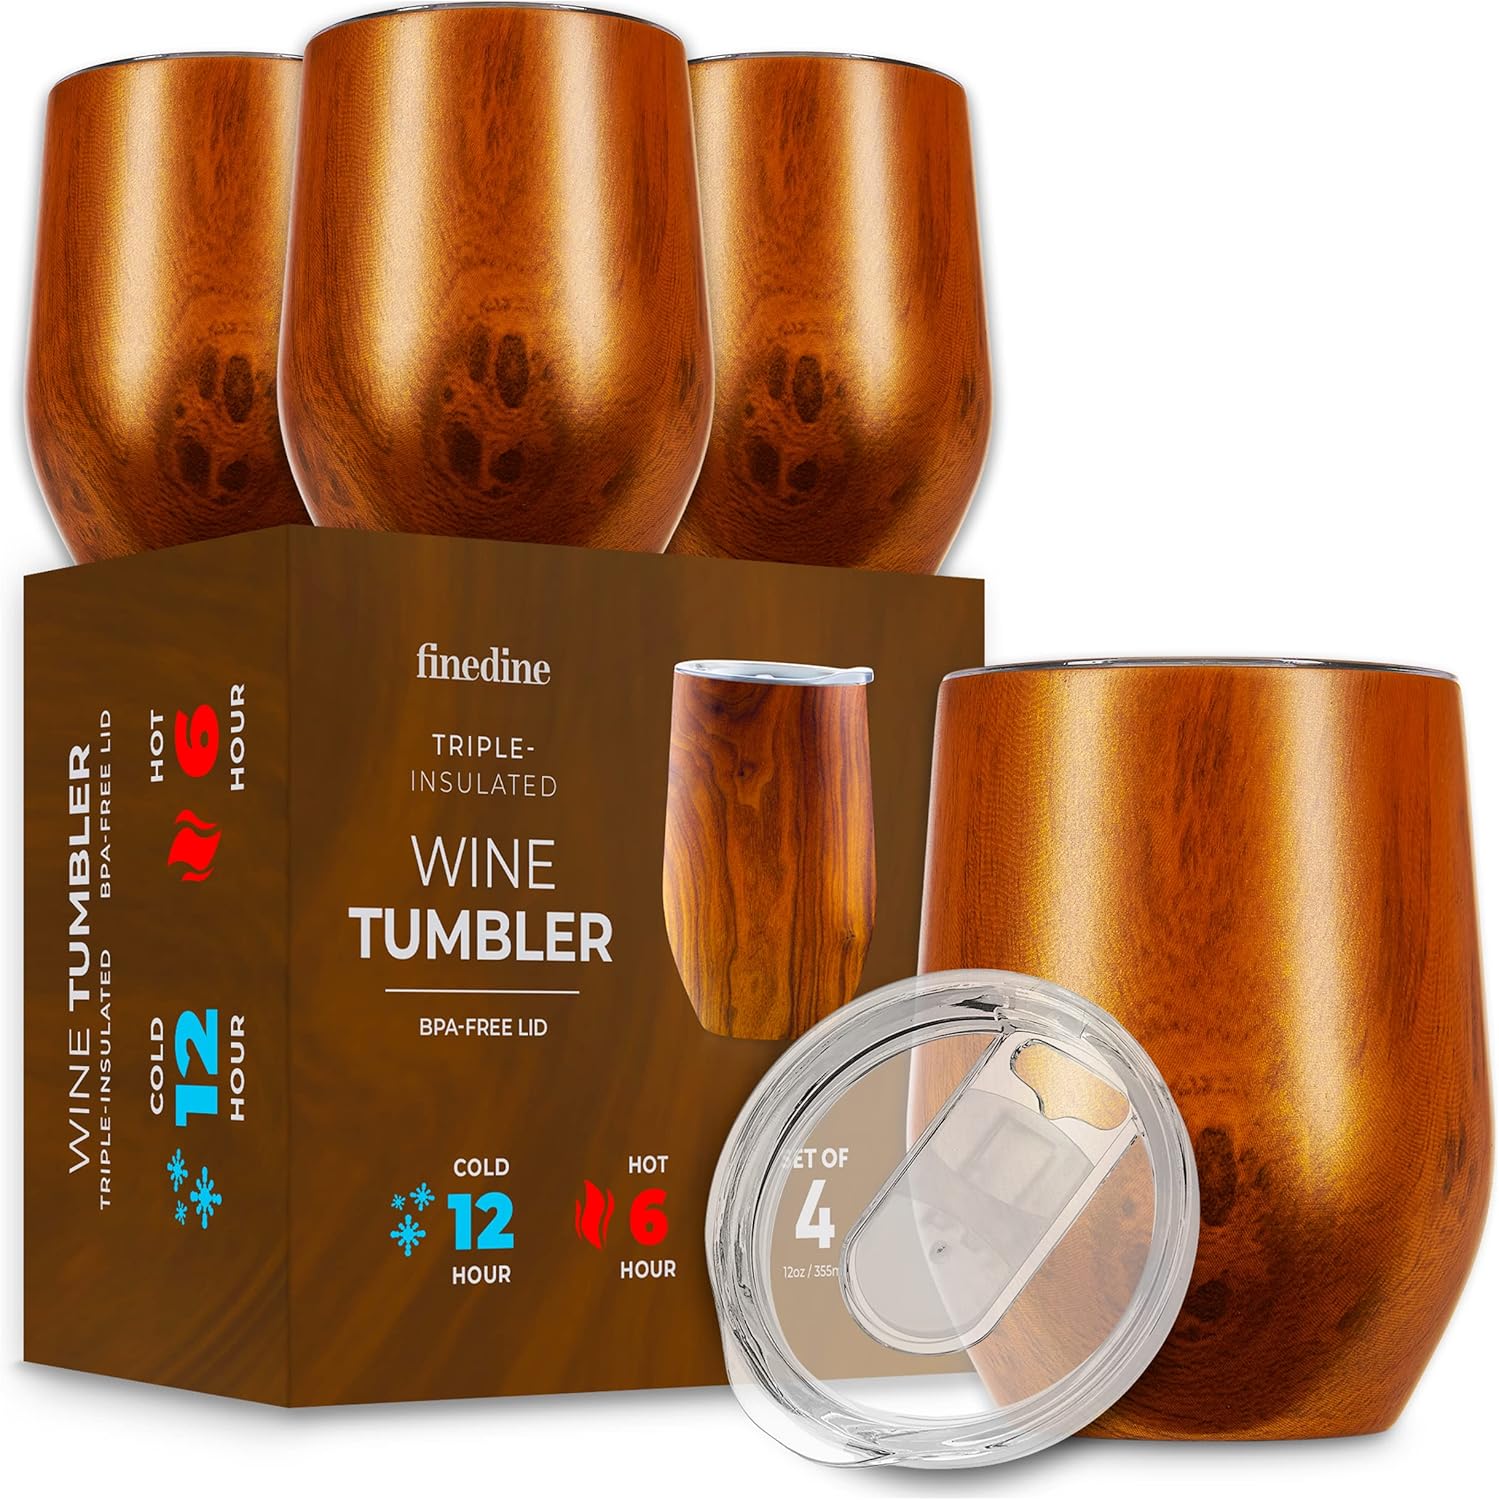 finedine
TRIPLE-
INSULATED
WINE
TUMBLER
BPA-FREE LID
COLD
12
HOUR
HOT
6
HOUR
SET OF
4
12oz / 355m
WINE TUMBLER
TRIPLE-INSULATED BPA-FREE LID
COLD
12
HOUR
HOT
6
HOUR